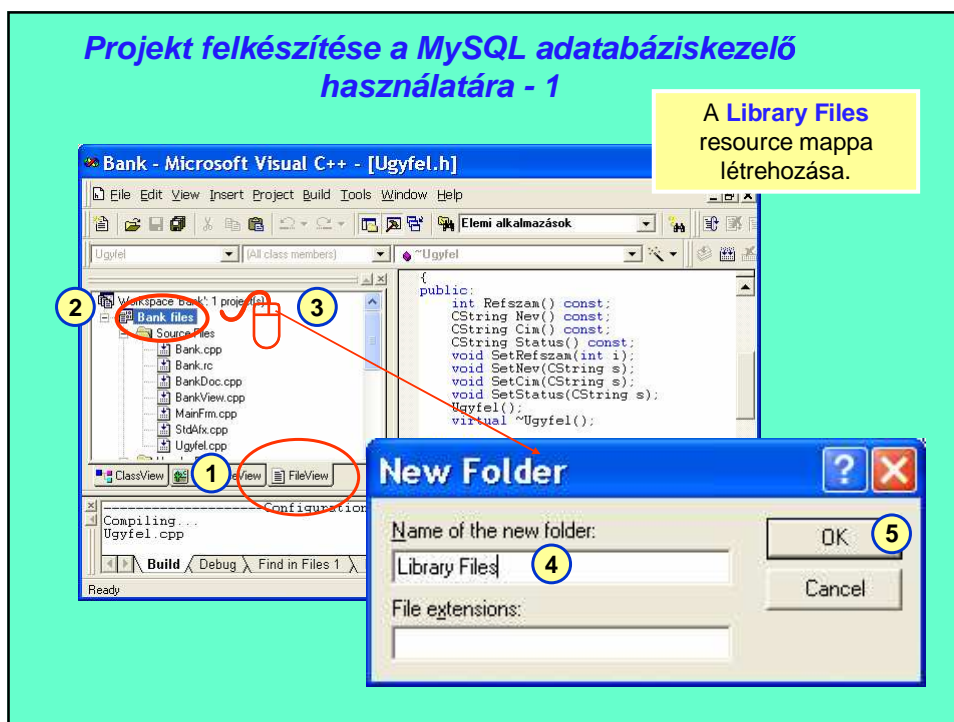 Projekt felkészítése a MySQL adatabáziskezelő
használatára - 1
A Library Files
resource mappa
létrehozása.
Bank - Microsoft Visual C++ - [Ugyfel.h]
File Edit View Insert Project Build Tools Window Help
Elemi alkalmazások
Ugyfel
(All class members)
~Ugyfel
2
3
Workspace 'Bank': 1 project(s)
Bank files
Source Files
Bank.cpp
Bank.rc
BankDoc.cpp
BankView.cpp
MainFrm.cpp
StdAfx.cpp
Ugyfel.cpp
{
public:
int Refszam() const;
CString Nev() const;
CString Cim() const;
CString Status() const;
void SetRefszam(int i);
void SetNev(CString s);
void SetCim(CString s);
void SetStatus(CString s);
Ugyfel();
virtual ~Ugyfel();
ClassView
1
FileView
--------------------Configuration
Compiling...
Ugyfel.cpp
Build Debug Find in Files 1
Ready
New Folder
Name of the new folder:
Library Files
4
OK
5
Cancel
File extensions: